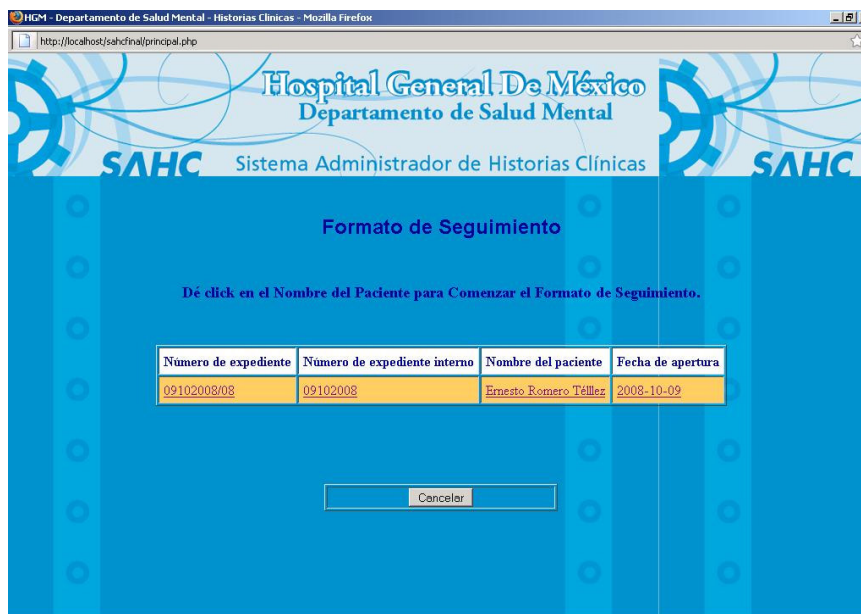 HGM - Departamento de Salud Mental - Historias Clinicas - Mozilla Firefox
http://localhost/sahcfinal/principal.php
Hospital General De México
Departamento de Salud Mental
SAHC Sistema Administrador de Historias Clínicas SAHC
Formato de Seguimiento
Dé click en el Nombre del Paciente para Comenzar el Formato de Seguimiento.
Número de expediente Número de expediente interno Nombre del paciente Fecha de apertura
09102008/08 09102008 Ernesto Romero Télllez 2008-10-09
Cancelar